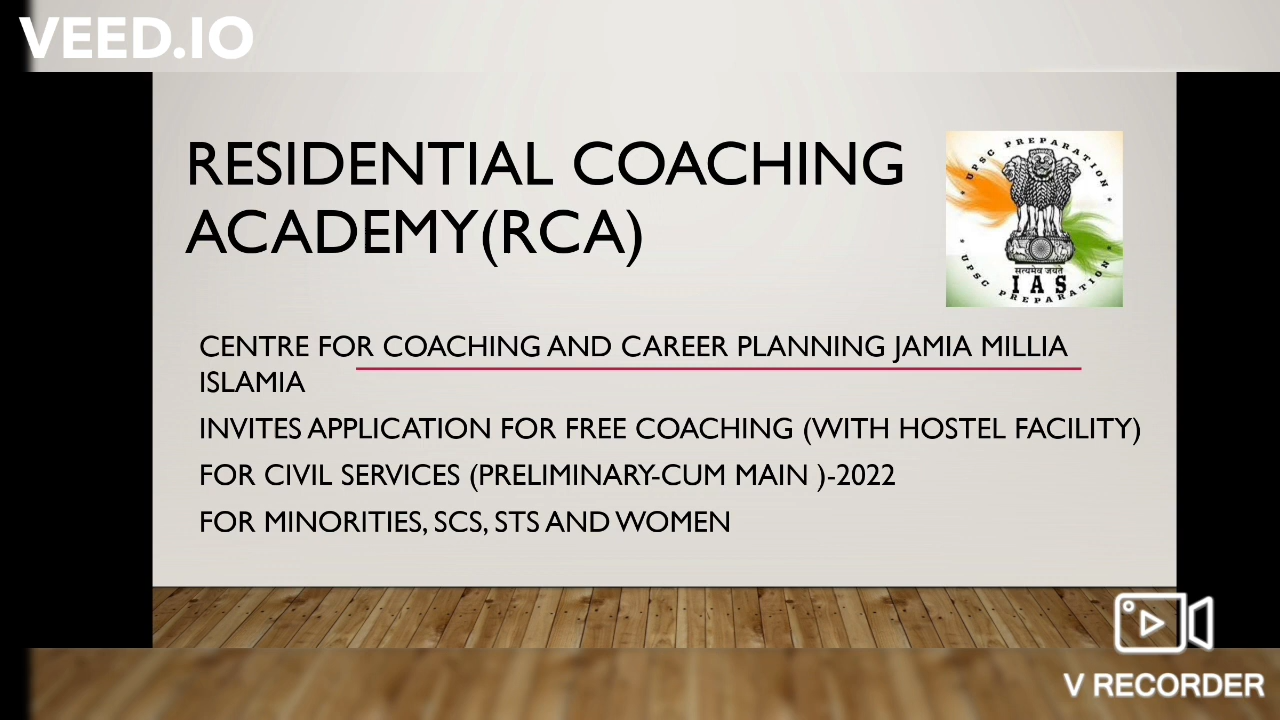 VEED.IO
RESIDENTIAL COACHING
ACADEMY(RCA)
UPSC PREPARATION
सत्यमेव जयते
IAS
UPSC PREPARATION
CENTRE FOR COACHING AND CAREER PLANNING JAMIA MILLIA
ISLAMIA
INVITES APPLICATION FOR FREE COACHING (WITH HOSTEL FACILITY)
FOR CIVIL SERVICES (PRELIMINARY-CUM MAIN )-2022
FOR MINORITIES, SCS, STS AND WOMEN
V RECORDER